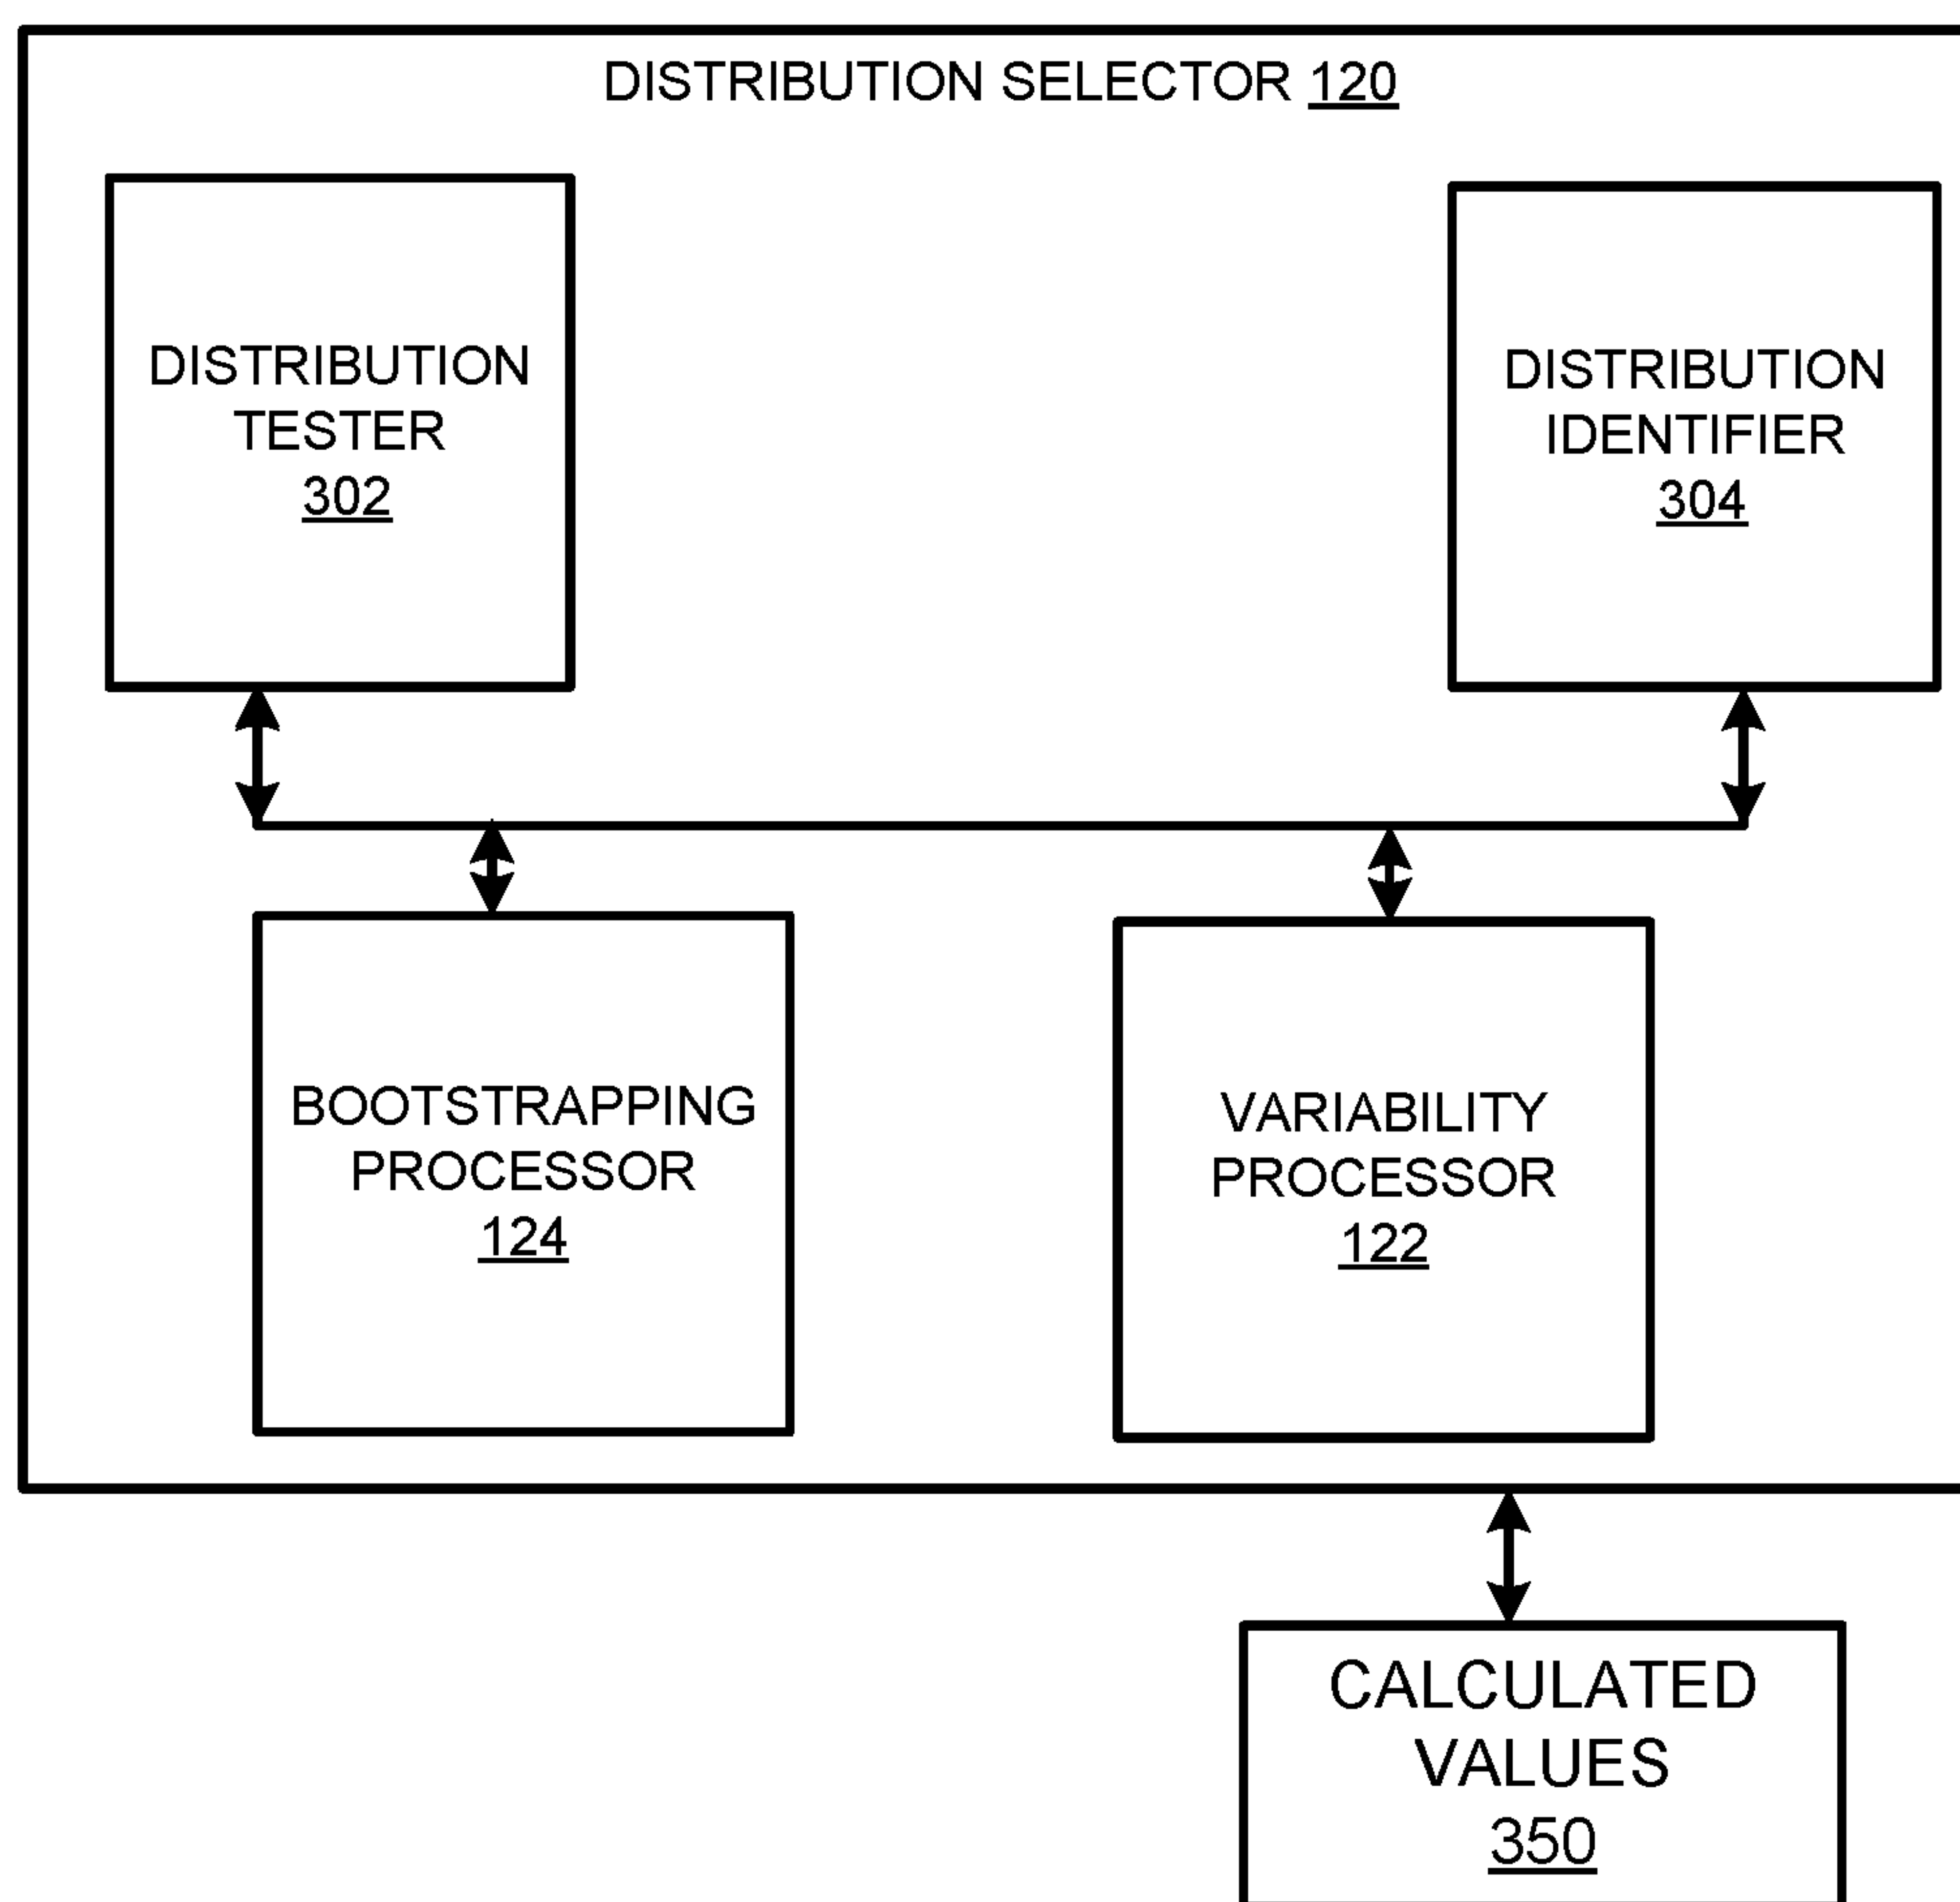 DISTRIBUTION SELECTOR 120
DISTRIBUTION
TESTER
302
DISTRIBUTION
IDENTIFIER
304
BOOTSTRAPPING
PROCESSOR
124
VARIABILITY
PROCESSOR
122
CALCULATED
VALUES
350